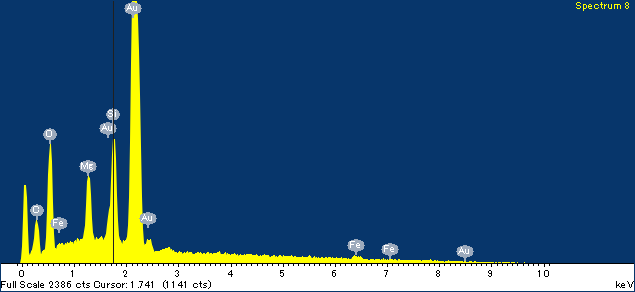 Spectrum 8
Au
Si
Au
O
Mg
C
Au
Fe
Fe
Fe
Au
0 1 2 3 4 5 6 7 8 9 10
Full Scale 2386 cts Cursor: 1.741 (1141 cts) keV